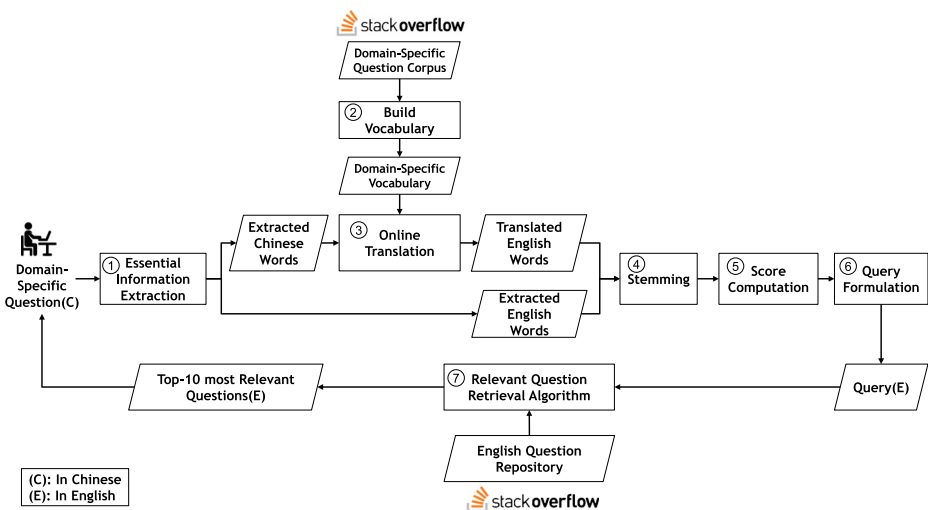 stackoverflow
Domain-Specific
Question Corpus
② Build
Vocabulary
Domain-Specific
Vocabulary
Domain-
Specific
Question(C)
① Essential
Information
Extraction
Extracted
Chinese
Words
③ Online
Translation
Translated
English
Words
Extracted
English
Words
④
Stemming
⑤ Score
Computation
⑥ Query
Formulation
Query(E)
⑦ Relevant Question
Retrieval Algorithm
Top-10 most Relevant
Questions(E)
English Question
Repository
stackoverflow
(C): In Chinese
(E): In English